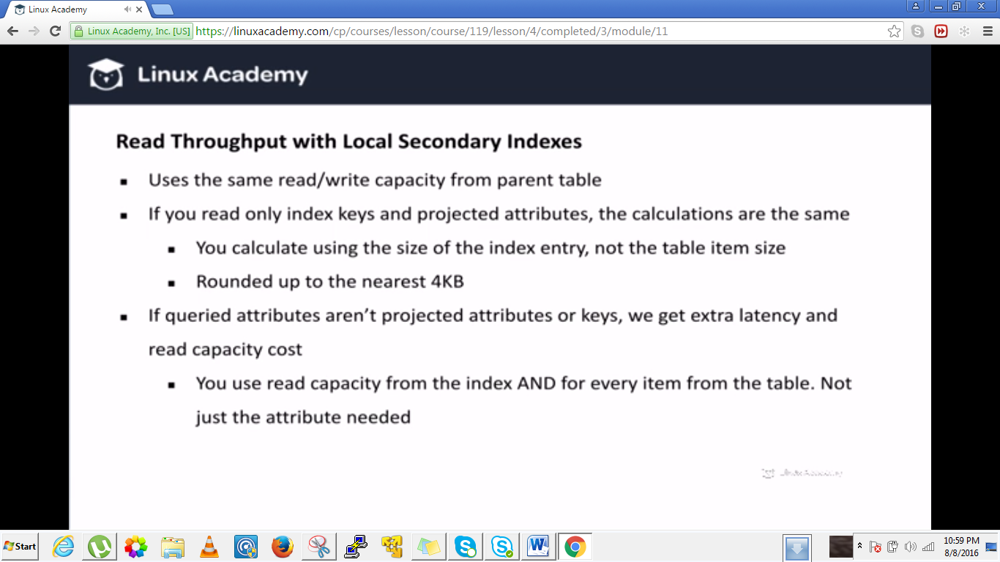 Linux Academy
Linux Academy, Inc. [US]
https://linuxacademy.com/cp/courses/lesson/course/119/lesson/4/completed/3/module/11
Linux Academy
Read Throughput with Local Secondary Indexes
Uses the same read/write capacity from parent table
If you read only index keys and projected attributes, the calculations are the same
You calculate using the size of the index entry, not the table item size
Rounded up to the nearest 4KB
If queried attributes aren’t projected attributes or keys, we get extra latency and
read capacity cost
You use read capacity from the index AND for every item from the table. Not
just the attribute needed
Linux Academy
Start
10:59 PM
8/8/2016